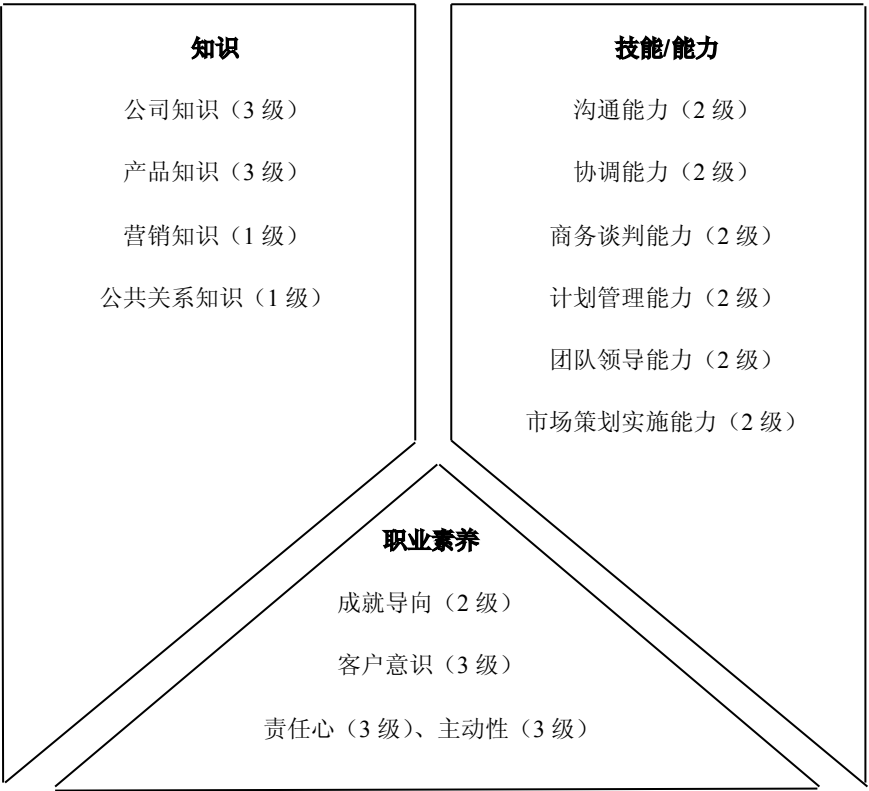 知识
公司知识（3 级）
产品知识（3 级）
营销知识（1 级）
公共关系知识（1 级）
技能/能力
沟通能力（2 级）
协调能力（2 级）
商务谈判能力（2 级）
计划管理能力（2 级）
团队领导能力（2 级）
市场策划实施能力（2 级）
职业素养
成就导向（2 级）
客户意识（3 级）
责任心（3 级）、主动性（3 级）